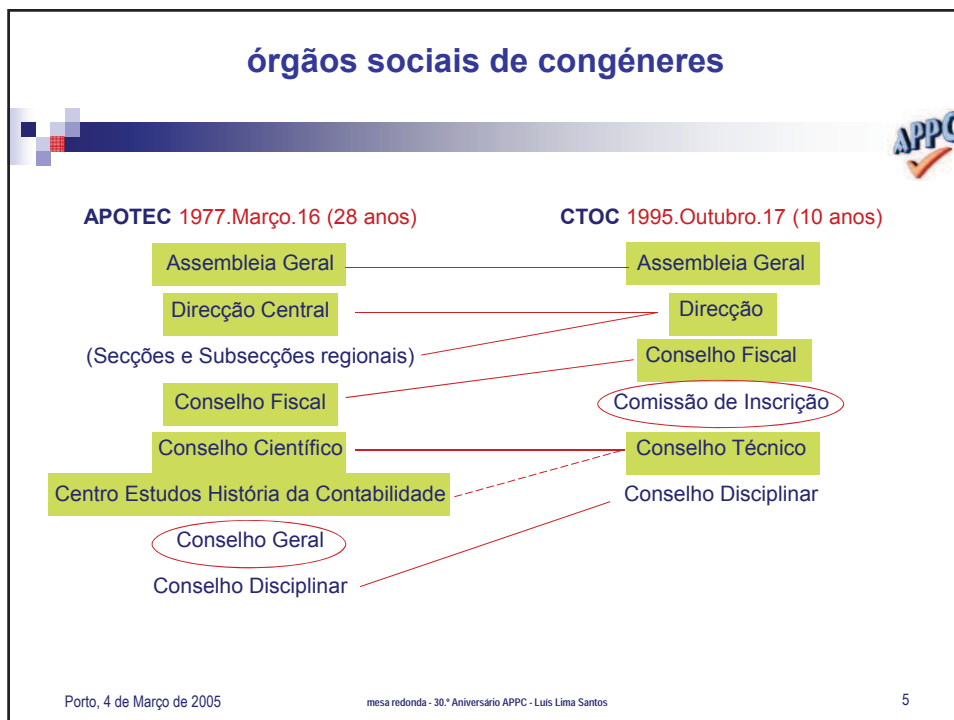 órgãos sociais de congéneres
APPC
APOTEC 1977.Março.16 (28 anos)
Assembleia Geral
Direcção Central
(Secções e Subsecções regionais)
Conselho Fiscal
Conselho Científico
Centro Estudos História da Contabilidade
Conselho Geral
Conselho Disciplinar
CTOC 1995.Outubro.17 (10 anos)
Assembleia Geral
Direcção
Conselho Fiscal
Comissão de Inscrição
Conselho Técnico
Conselho Disciplinar
Porto, 4 de Março de 2005
mesa redonda - 30.º Aniversário APPC - Luís Lima Santos
5